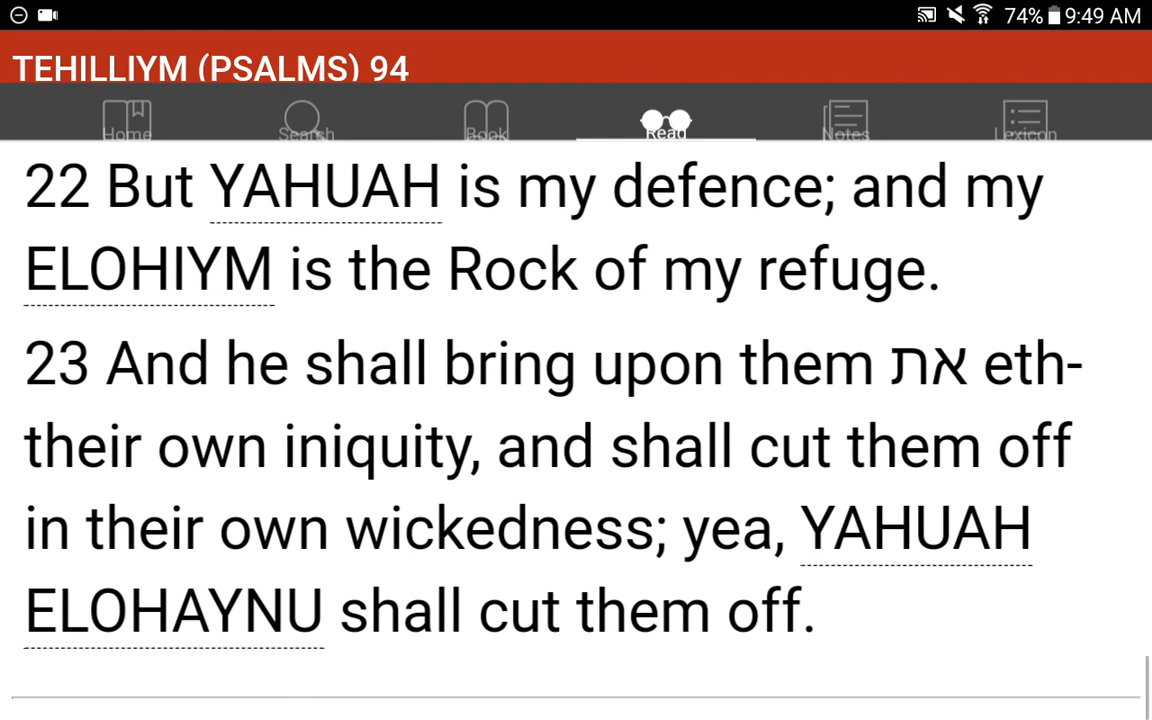 74% 9:49 AM
TEHILLIYM (PSALMS) 94
Home Search Book Read Notes Lexicon
22 But YAHUAH is my defence; and my
ELOHIYM is the Rock of my refuge.
23 And he shall bring upon them את eth-
their own iniquity, and shall cut them off
in their own wickedness; yea, YAHUAH
ELOHAYNU shall cut them off.